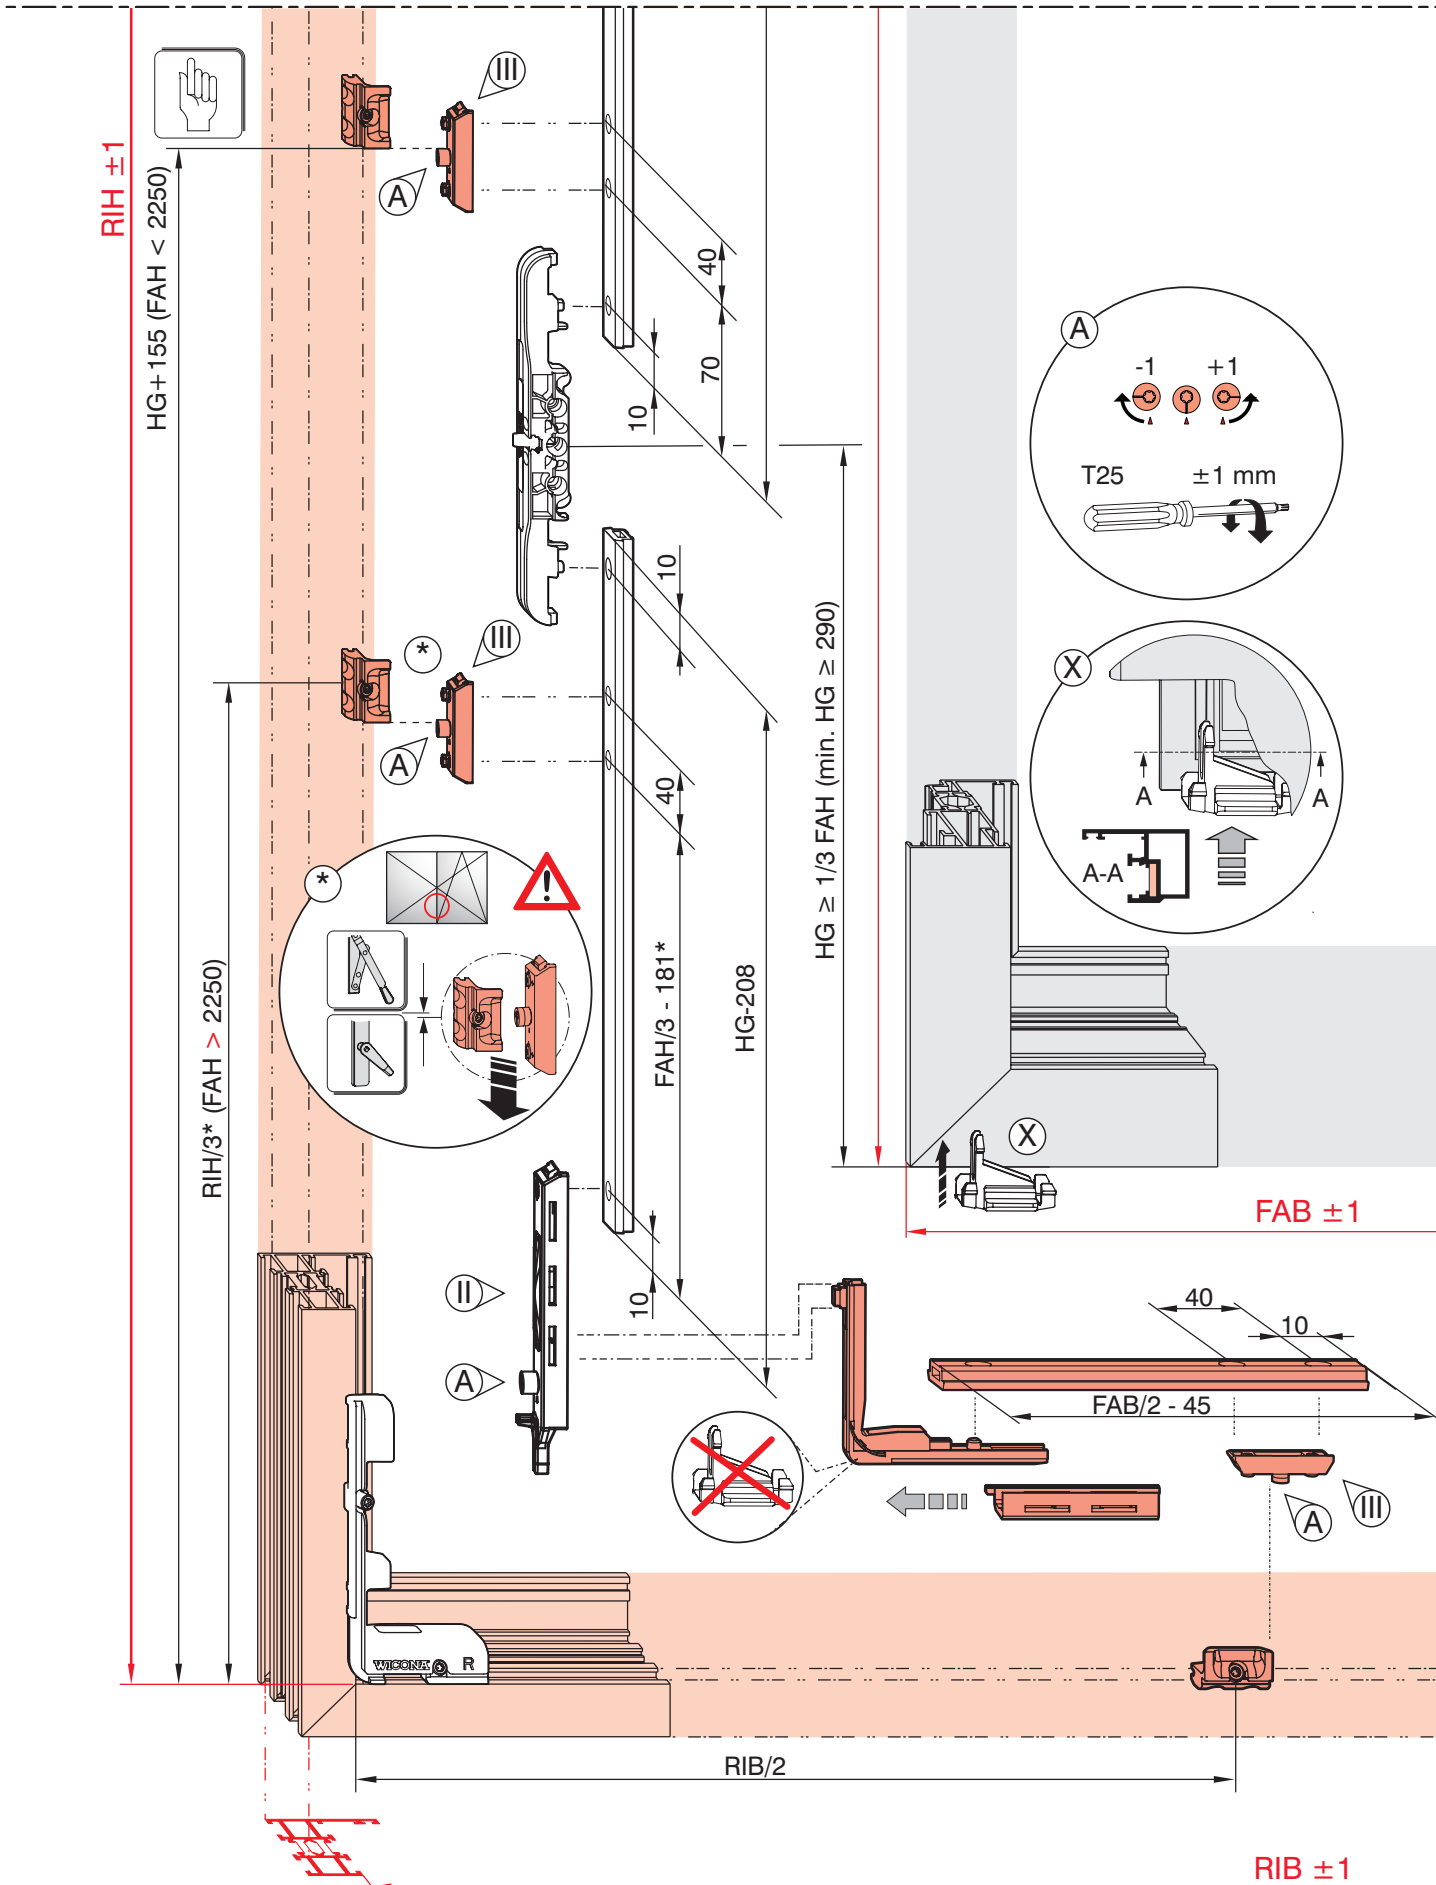 RIH ±1
HG+155 (FAH < 2250)
III
A
40
70
10
A
-1
+1
T25
±1 mm
10
*
III
A
X
A
A
A-A
40
HG ≥ 1/3 FAH (min. HG ≥ 290)
*
RIH/3* (FAH > 2250)
FAH/3 - 181*
HG-208
X
FAB ±1
II
10
A
40
10
FAB/2 - 45
A
III
WICONA
R
RIB/2
RIB ±1